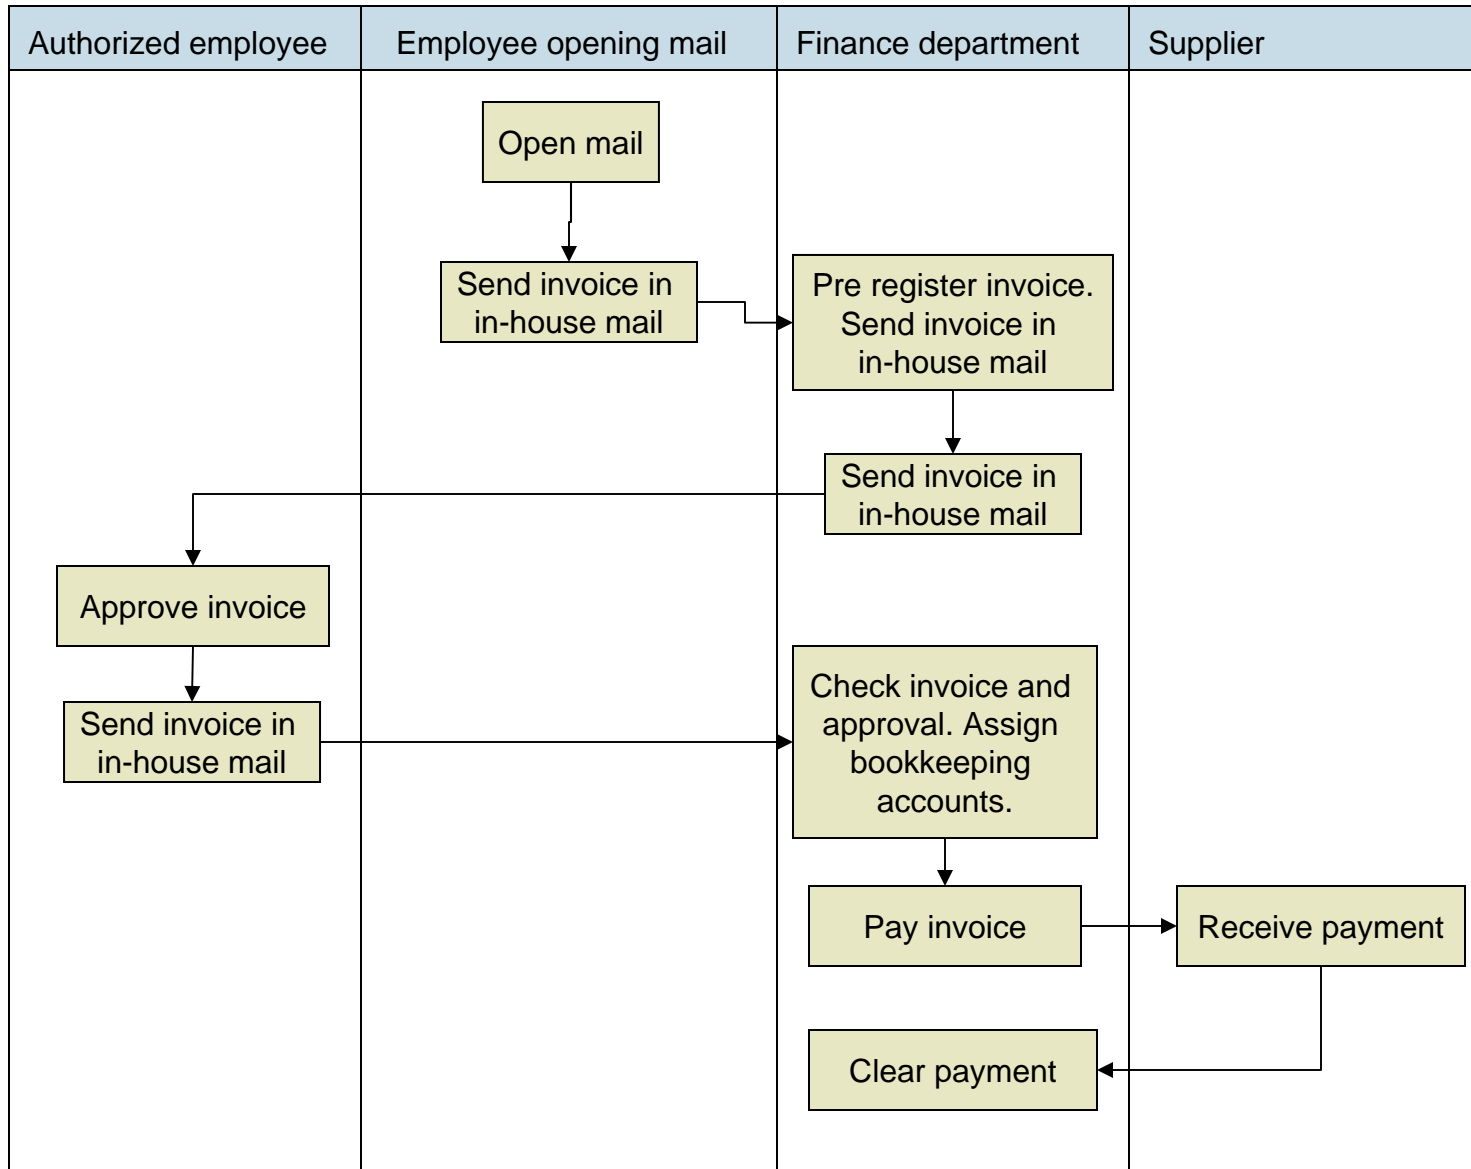 Authorized employee
Employee opening mail
Finance department
Supplier
Open mail
Send invoice in
in-house mail
Pre register invoice.
Send invoice in
in-house mail
Send invoice in
in-house mail
Approve invoice
Send invoice in
in-house mail
Check invoice and
approval. Assign
bookkeeping
accounts.
Pay invoice
Receive payment
Clear payment